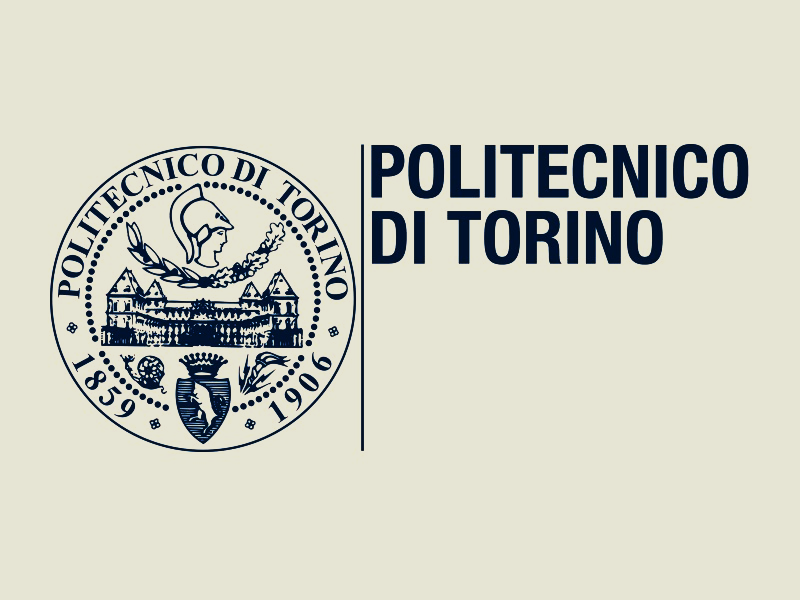 POLITECNICO DI TORINO
1859 1906
POLITECNICO
DI TORINO